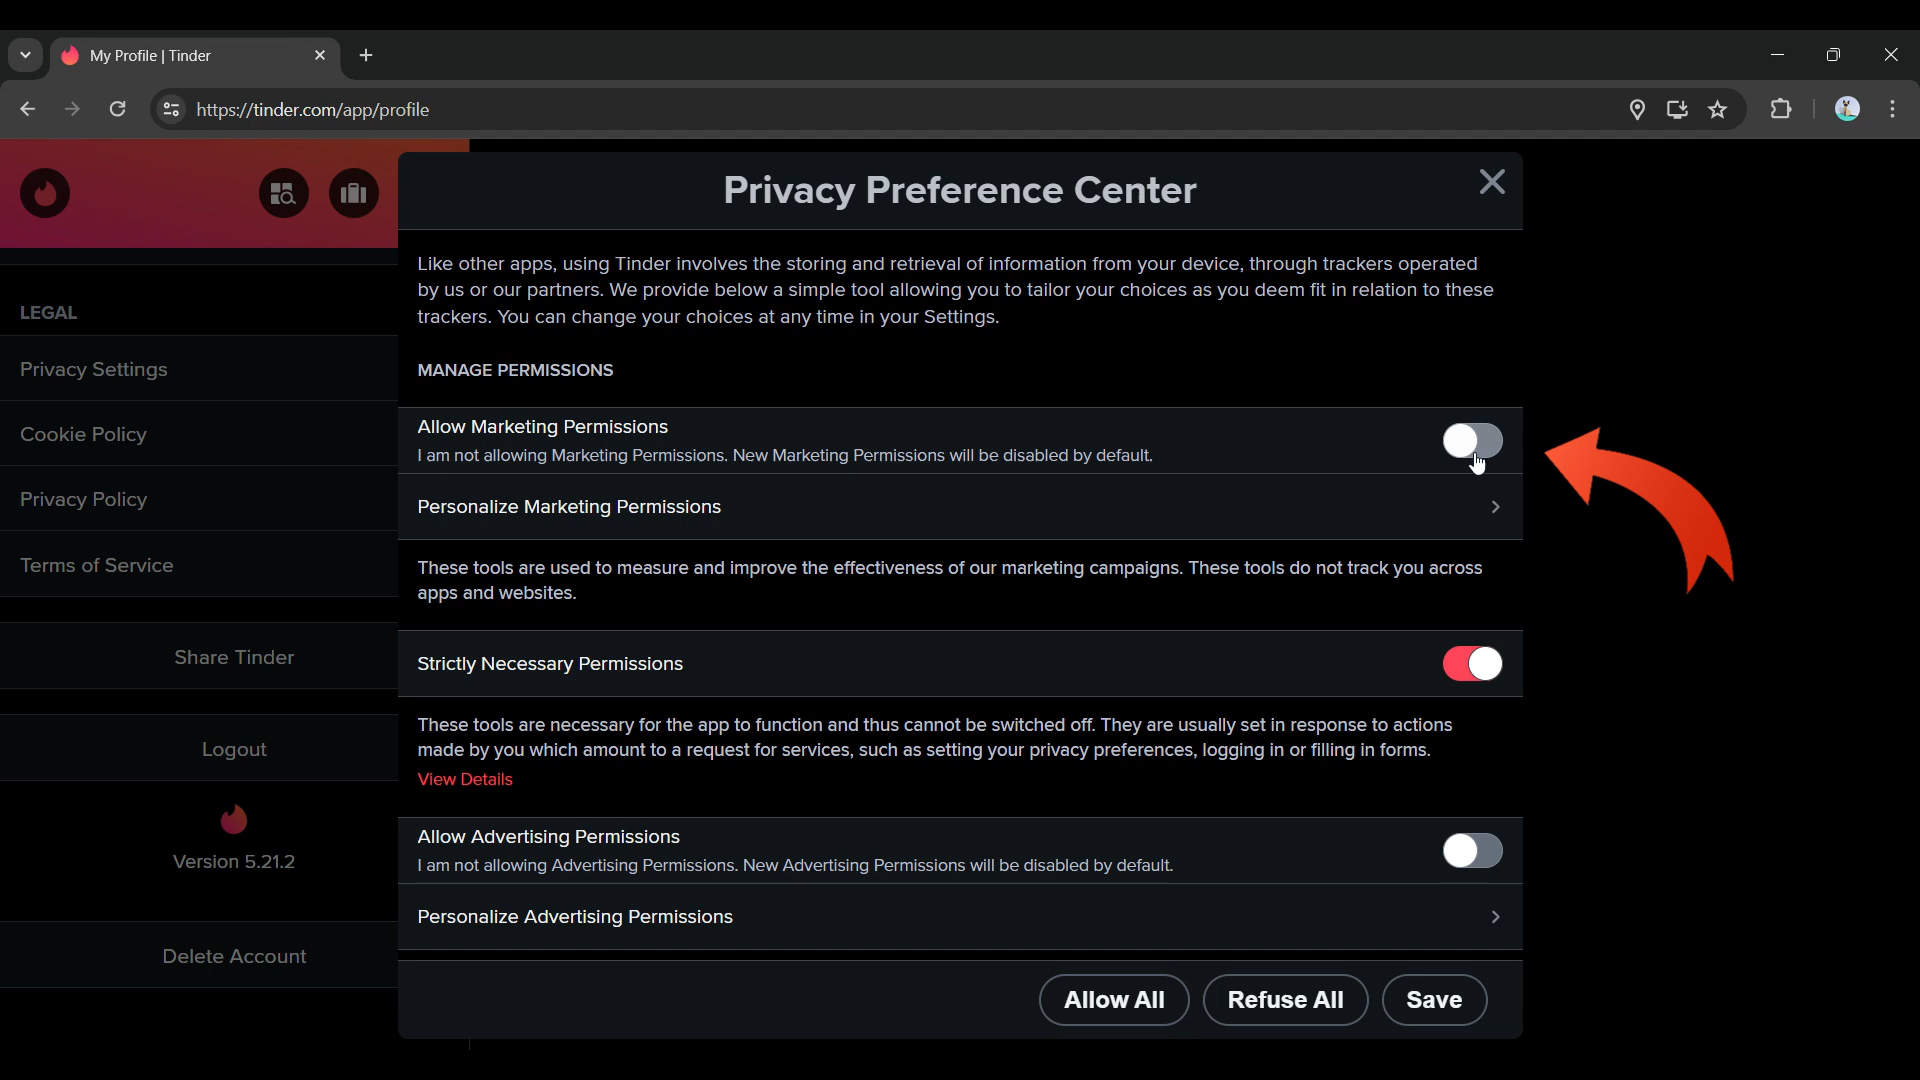 My Profile | Tinder
https://tinder.com/app/profile
Privacy Preference Center
Like other apps, using Tinder involves the storing and retrieval of information from your device, through trackers operated
by us or our partners. We provide below a simple tool allowing you to tailor your choices as you deem fit in relation to these
trackers. You can change your choices at any time in your Settings.
LEGAL
MANAGE PERMISSIONS
Privacy Settings
Allow Marketing Permissions
Cookie Policy
I am not allowing Marketing Permissions. New Marketing Permissions will be disabled by default.
Privacy Policy
Personalize Marketing Permissions
Terms of Service
These tools are used to measure and improve the effectiveness of our marketing campaigns. These tools do not track you across
apps and websites.
Share Tinder
Strictly Necessary Permissions
These tools are necessary for the app to function and thus cannot be switched off. They are usually set in response to actions
Logout
made by you which amount to a request for services, such as setting your privacy preferences, logging in or filling in forms.
View Details
Allow Advertising Permissions
Version 5.21.2
I am not allowing Advertising Permissions. New Advertising Permissions will be disabled by default.
Personalize Advertising Permissions
Delete Account
Allow All
Refuse All
Save